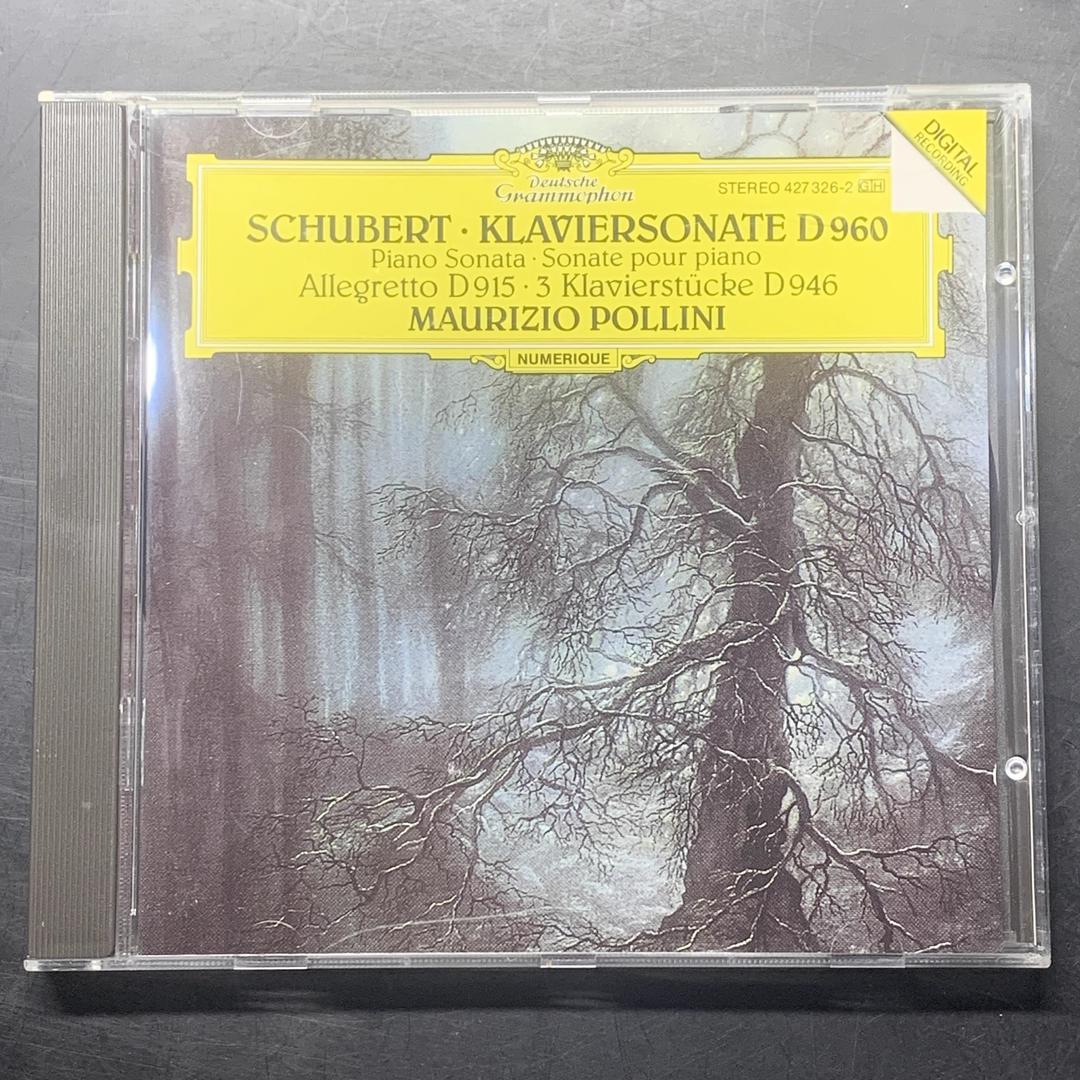 DIGITAL
RECORDING
Deutsche
Grammophon
STEREO 427 326-2 GH
SCHUBERT · KLAVIERSONATE D 960
Piano Sonata · Sonate pour piano
Allegretto D 915 · 3 Klavierstücke D 946
MAURIZIO POLLINI
NUMERIQUE